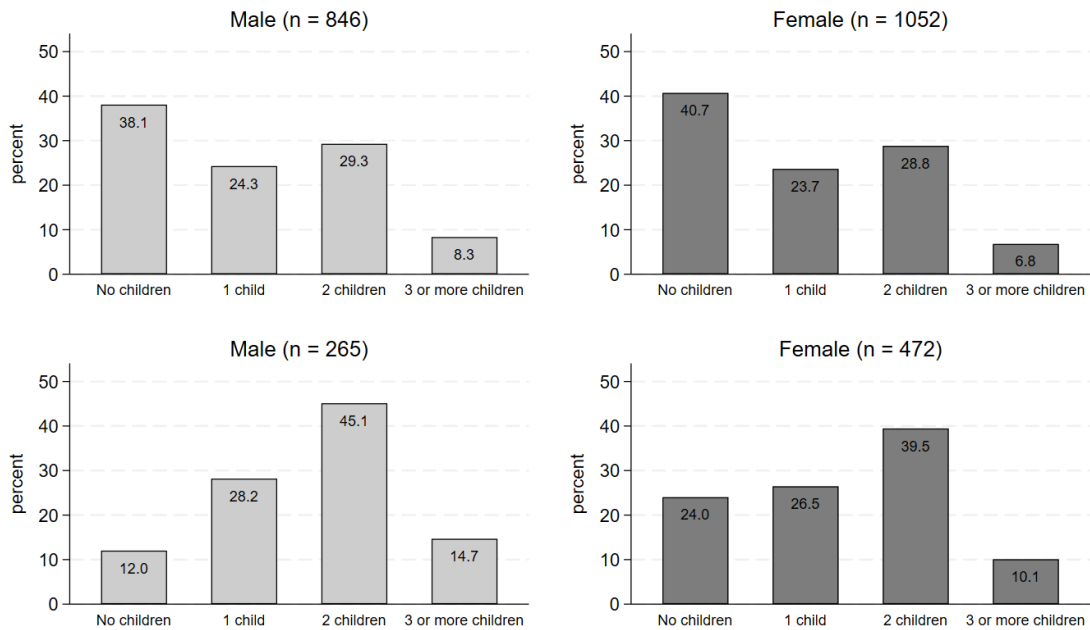 Male (n = 846)
percent
50
40
30
20
10
0
38.1
24.3
29.3
8.3
No children
1 child
2 children
3 or more children
Female (n = 1052)
percent
50
40
30
20
10
0
40.7
23.7
28.8
6.8
No children
1 child
2 children
3 or more children
Male (n = 265)
percent
50
40
30
20
10
0
12.0
28.2
45.1
14.7
No children
1 child
2 children
3 or more children
Female (n = 472)
percent
50
40
30
20
10
0
24.0
26.5
39.5
10.1
No children
1 child
2 children
3 or more children